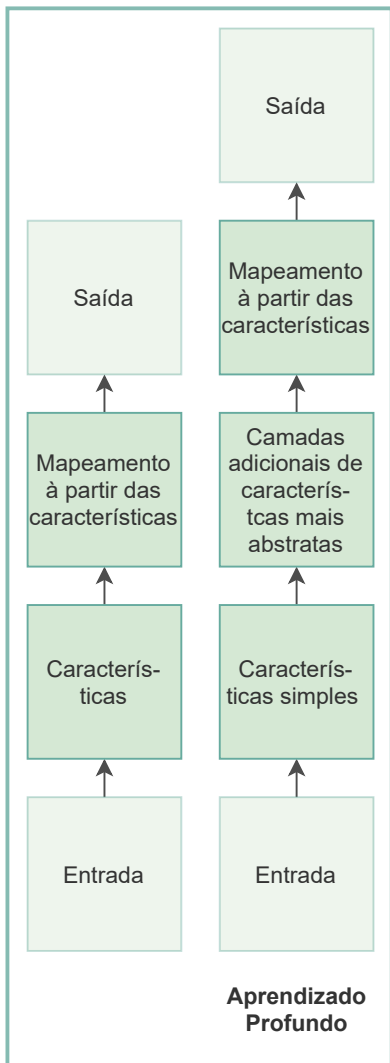 Saída
Mapeamento
à partir das
características
Caracterís-
ticas
Entrada
Saída
Mapeamento
à partir das
características
Camadas
adicionais de
caracterís-
tcas mais
abstratas
Caracterís-
ticas simples
Entrada
Aprendizado
Profundo